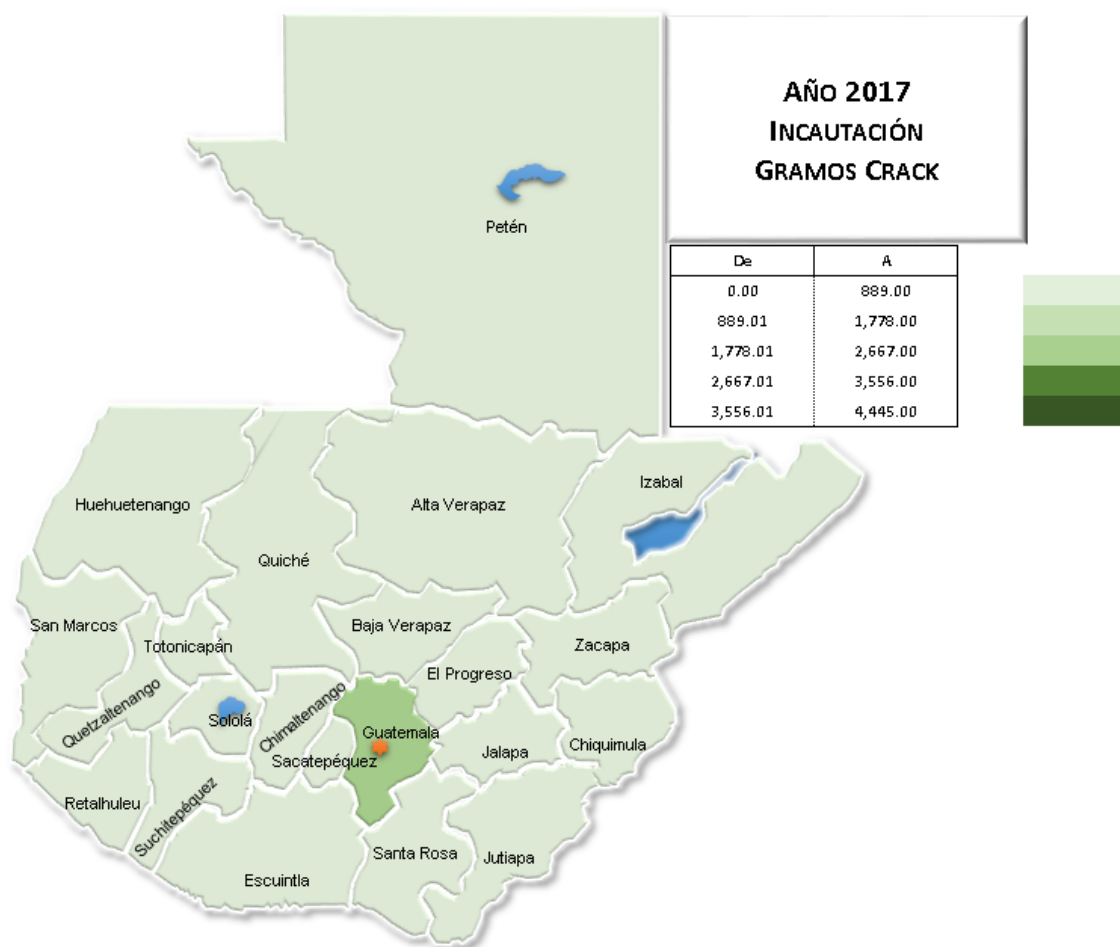 AÑO 2017
INCAUTACIÓN
GRAMOS CRACK
De A
0.00 889.00
889.01 1,778.00
1,778.01 2,667.00
2,667.01 3,556.00
3,556.01 4,445.00
Petén
Izabal
Huehuetenango
Alta Verapaz
Quiché
San Marcos
Baja Verapaz
Totonicapán
Zacapa
El Progreso
Quetzaltenango
Sololá
Chimaltenango
Guatemala
Sacatepéquez
Jalapa
Chiquimula
Retalhuleu
Suchitepéquez
Santa Rosa
Jutiapa
Escuintla